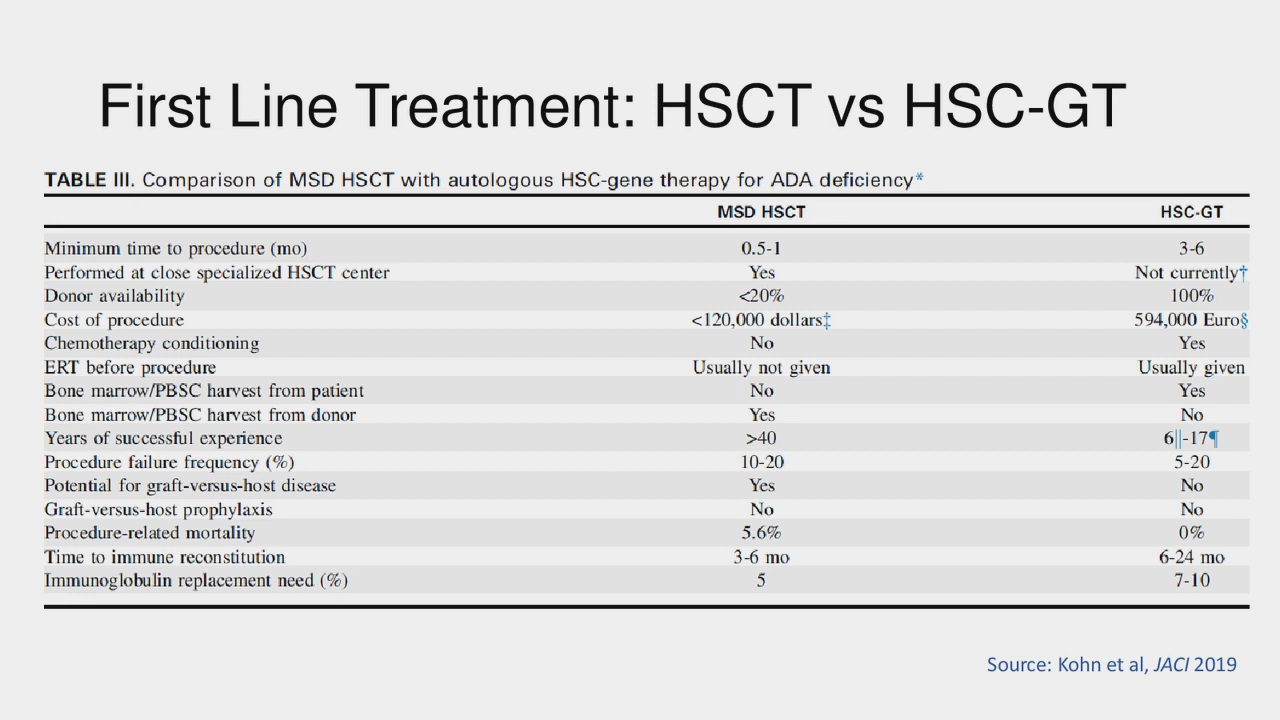 First Line Treatment: HSCT vs HSC-GT
TABLE III. Comparison of MSD HSCT with autologous HSC-gene therapy for ADA deficiency*
MSD HSCT HSC-GT
Minimum time to procedure (mo) 0.5-1 3-6
Performed at close specialized HSCT center Yes Not currently†
Donor availability <20% 100%
Cost of procedure <120,000 dollars‡ 594,000 Euro§
Chemotherapy conditioning No Yes
ERT before procedure Usually not given Usually given
Bone marrow/PBSC harvest from patient No Yes
Bone marrow/PBSC harvest from donor Yes No
Years of successful experience >40 6||-17¶
Procedure failure frequency (%) 10-20 5-20
Potential for graft-versus-host disease Yes No
Graft-versus-host prophylaxis No No
Procedure-related mortality 5.6% 0%
Time to immune reconstitution 3-6 mo 6-24 mo
Immunoglobulin replacement need (%) 5 7-10
Source: Kohn et al, JACI 2019